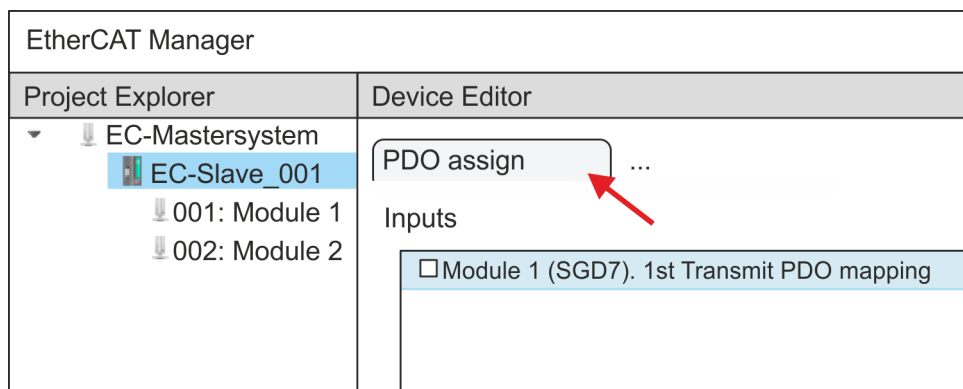 EtherCAT Manager
Project Explorer
Device Editor
EC-Mastersystem
EC-Slave_001
001: Module 1
002: Module 2
PDO assign
...
Inputs
Module 1 (SGD7). 1st Transmit PDO mapping